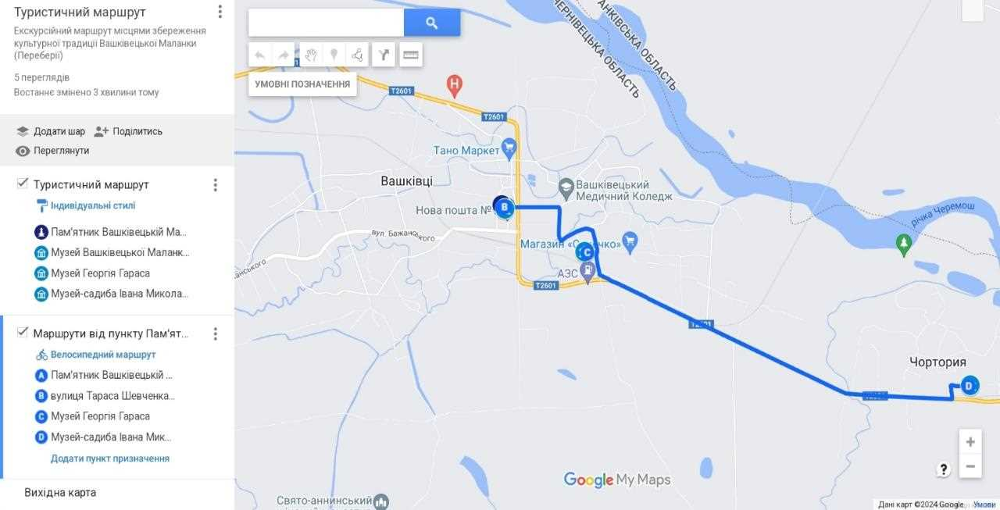 Туристичний маршрут
Екскурсійний маршрут місцями збереження
культурної традиції Вашківецької Маланки
(Переберії)
5 переглядів
Востаннє змінено 3 хвилини тому
Додати шар
Поділитись
Переглянути
Туристичний маршрут
Індивідуальні стилі
Пам'ятник Вашківецькій Ма...
Музей Вашківецької Маланк...
Музей Георгія Гараса
Музей-садиба Івана Микола...
Маршрути від пункту Пам'ят...
Велосипедний маршрут
A Пам'ятник Вашківецькій ...
B вулиця Тараса Шевченка...
C Музей Георгія Гараса
D Музей-садиба Івана Мик...
Додати пункт призначення
Вихідна карта
УМОВНІ ПОЗНАЧЕННЯ
АНКІВСЬКА ОБЛАСТЬ
ЧЕРНІВЕЦЬКА ОБЛАСТЬ
T2601
H
T2601
Тано Маркет
Вашківці
Вашківецький
Медичний Коледж
B
Нова пошта №
вул. Бажанського
анського
річка Черемош
Магазин «С
чко»
C
АЗС
T2601
T2601
Чортория
D
Свято-аннинський
Google My Maps
Дані карт ©2024 Google
Умови